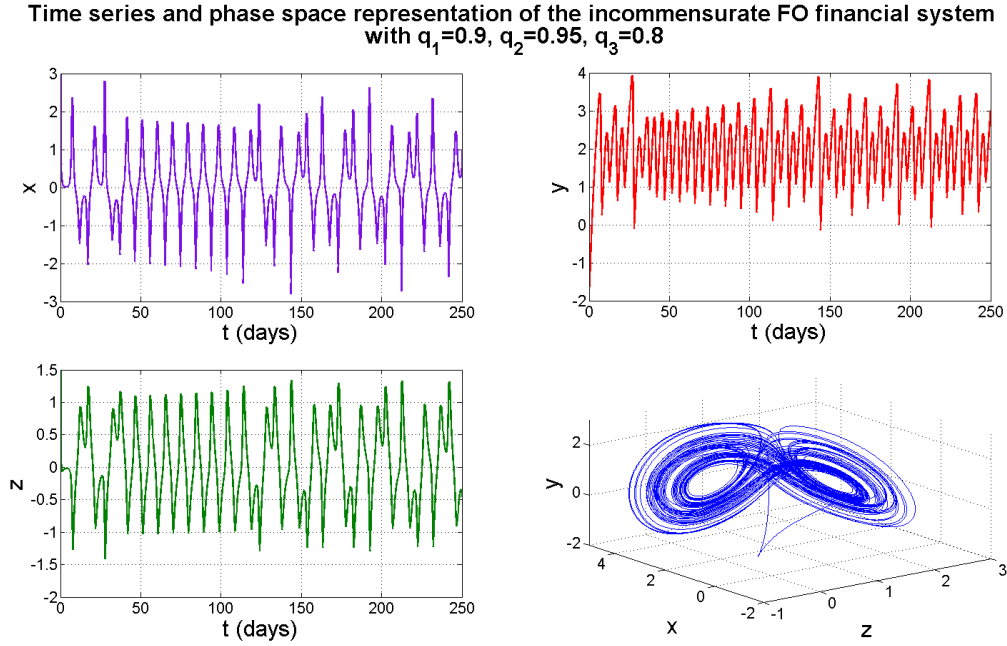 Time series and phase space representation of the incommensurate FO financial system
with q₁=0.9, q₂=0.95, q₃=0.8
3
2
1
0
-1
-2
-3
x
0 50 100 150 200 250
t (days)
4
3
2
1
0
-1
-2
y
0 50 100 150 200 250
t (days)
1.5
1
0.5
0
-0.5
-1
-1.5
-2
z
0 50 100 150 200 250
t (days)
2
0
-2
y
4
2
0
-2
x
-1
0
1
2
3
z